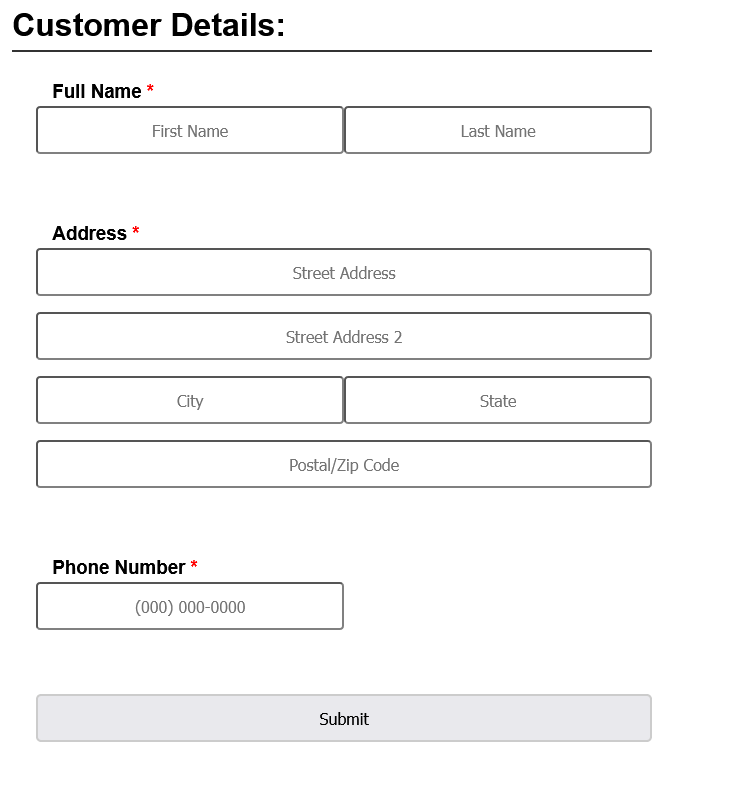 Customer Details:
Full Name *
First Name Last Name
Address *
Street Address
Street Address 2
City State
Postal/Zip Code
Phone Number *
(000) 000-0000
Submit